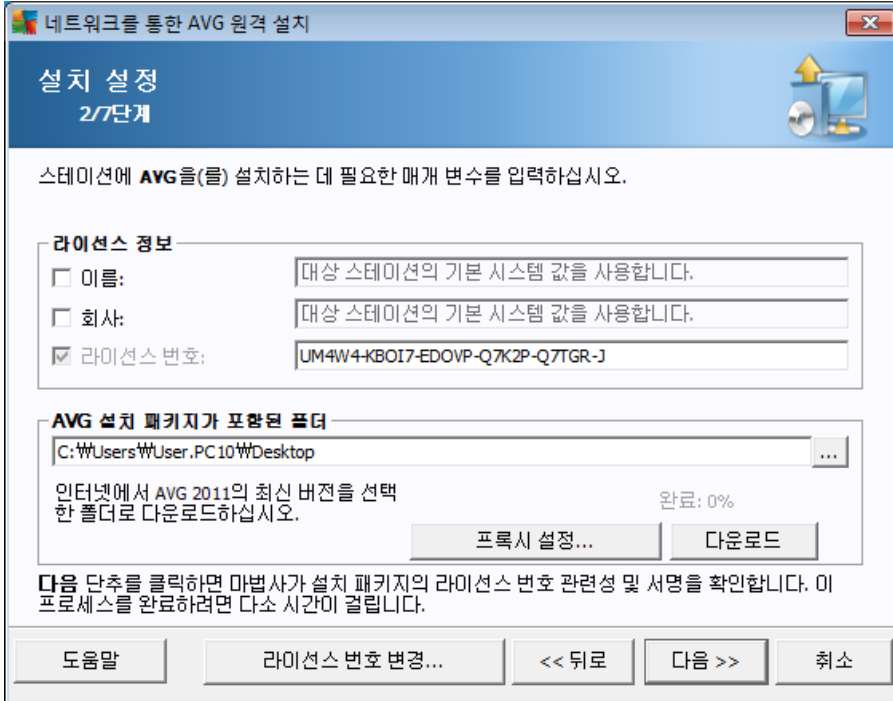 네트워크를 통한 AVG 원격 설치
설치 설정
2/7단계
스테이션에 AVG을(를) 설치하는 데 필요한 매개 변수를 입력하십시오.
라이선스 정보
이름:
대상 스테이션의 기본 시스템 값을 사용합니다.
회사:
대상 스테이션의 기본 시스템 값을 사용합니다.
라이선스 번호:
UM4W4-KBOI7-EDOVP-Q7K2P-Q7TGR-J
AVG 설치 패키지가 포함된 폴더
C:₩Users₩User.PC10₩Desktop
...
인터넷에서 AVG 2011의 최신 버전을 선택
한 폴더로 다운로드하십시오.
완료: 0%
프록시 설정...
다운로드
다음 단추를 클릭하면 마법사가 설치 패키지의 라이선스 번호 관련성 및 서명을 확인합니다. 이
프로세스를 완료하려면 다소 시간이 걸립니다.
도움말
라이선스 번호 변경...
<< 뒤로
다음 >>
취소